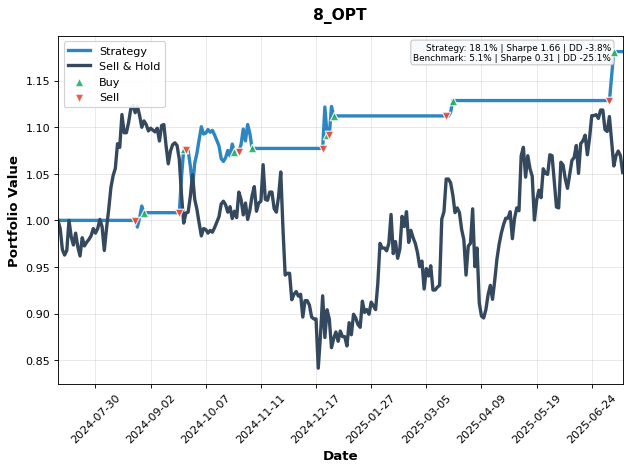 8_OPT
Strategy: 18.1% | Sharpe 1.66 | DD -3.8%
Benchmark: 5.1% | Sharpe 0.31 | DD -25.1%
Strategy
Sell & Hold
Buy
Sell
Portfolio Value
1.15
1.10
1.05
1.00
0.95
0.90
0.85
2024-07-30
2024-09-02
2024-10-07
2024-11-11
2024-12-17
2025-01-27
2025-03-05
2025-04-09
2025-05-19
2025-06-24
Date